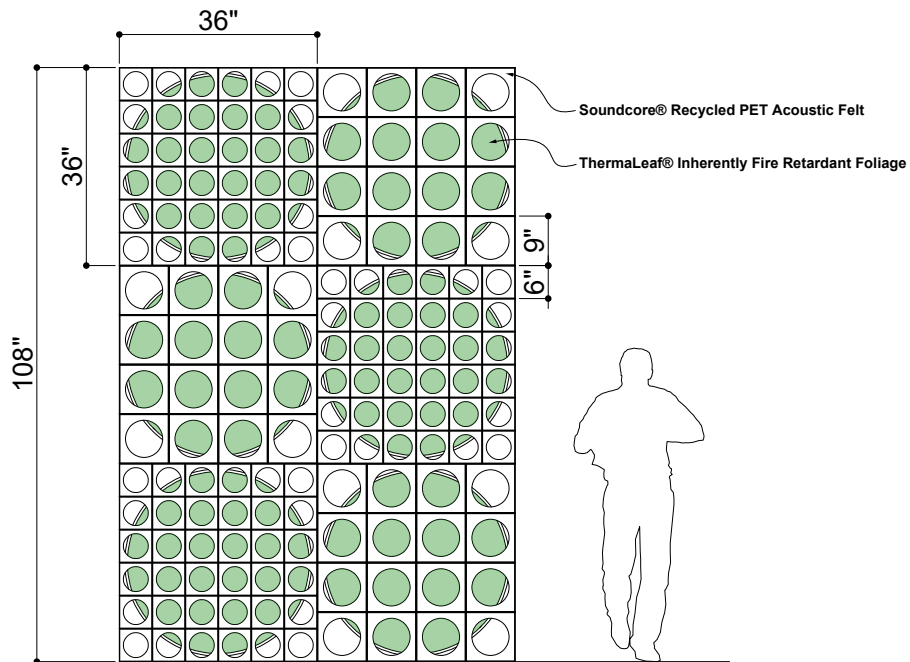 36"
Soundcore® Recycled PET Acoustic Felt
ThermaLeaf® Inherently Fire Retardant Foliage
36"
9"
6"
108"